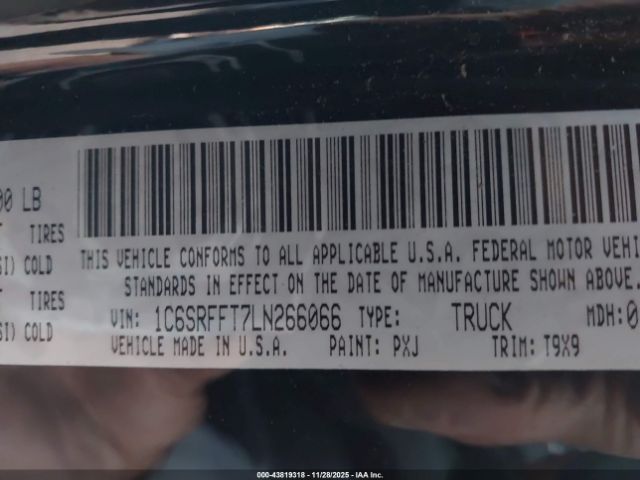 00 LB
TIRES
SI) COLD
TIRES
SI) COLD
THIS VEHICLE CONFORMS TO ALL APPLICABLE U.S.A. FEDERAL MOTOR VEHI
STANDARDS IN EFFECT ON THE DATE OF MANUFACTURE SHOWN ABOVE.
VIN: 1C6SRFFT7LN266066 TYPE: TRUCK MDH:0
VEHICLE MADE IN U.S.A. PAINT: PXJ TRIM: T9X9
000-43819318 - 11/28/2025 - IAA Inc.